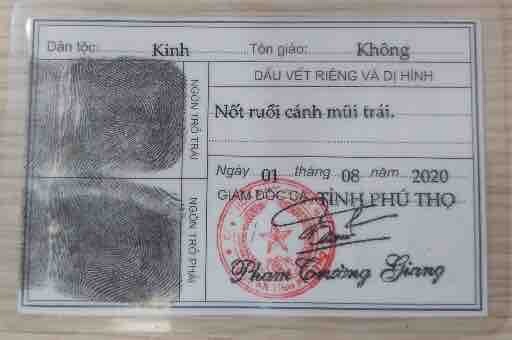 Dân tộc: Kinh Tôn giáo: Không
NGÓN TRỎ TRÁI
DẤU VẾT RIÊNG VÀ DỊ HÌNH
Nốt ruồi cánh mũi trái.
NGÓN TRỎ PHẢI
Ngày 01 tháng 08 năm 2020
GIÁM ĐỐC CA. TỈNH PHÚ THỌ
Phạm Trường Giang